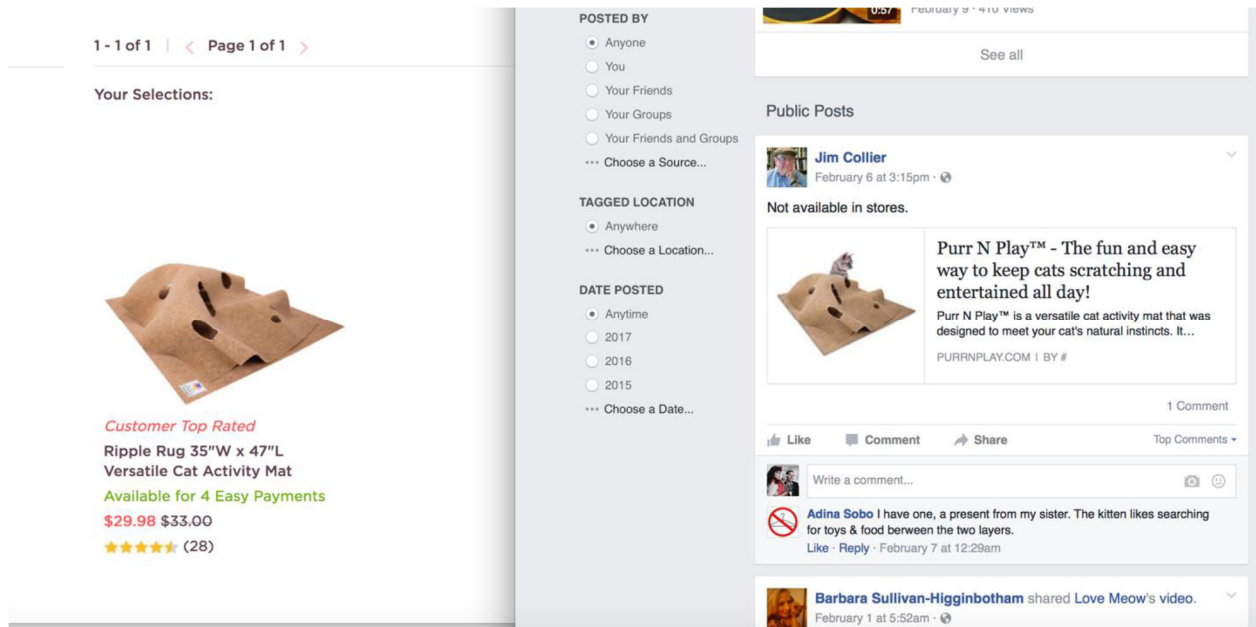 1 - 1 of 1 | < Page 1 of 1 >
Your Selections:
Customer Top Rated
Ripple Rug 35"W x 47"L
Versatile Cat Activity Mat
Available for 4 Easy Payments
$29.98 $33.00
(28)
POSTED BY
Anyone
You
Your Friends
Your Groups
Your Friends and Groups
Choose a Source...
TAGGED LOCATION
Anywhere
Choose a Location...
DATE POSTED
Anytime
2017
2016
2015
Choose a Date...
0:57
February 9 · 410 Views
See all
Public Posts
Jim Collier
February 6 at 3:15pm ·
Not available in stores.
Purr N Play™ - The fun and easy
way to keep cats scratching and
entertained all day!
Purr N Play™ is a versatile cat activity mat that was
designed to meet your cat's natural instincts. It...
PURRNPLAY.COM | BY #
1 Comment
Like Comment Share Top Comments
Write a comment...
Adina Sobo I have one, a present from my sister. The kitten likes searching
for toys & food berween the two layers.
Like · Reply · February 7 at 12:29am
Barbara Sullivan-Higginbotham shared Love Meow's video.
February 1 at 5:52am ·